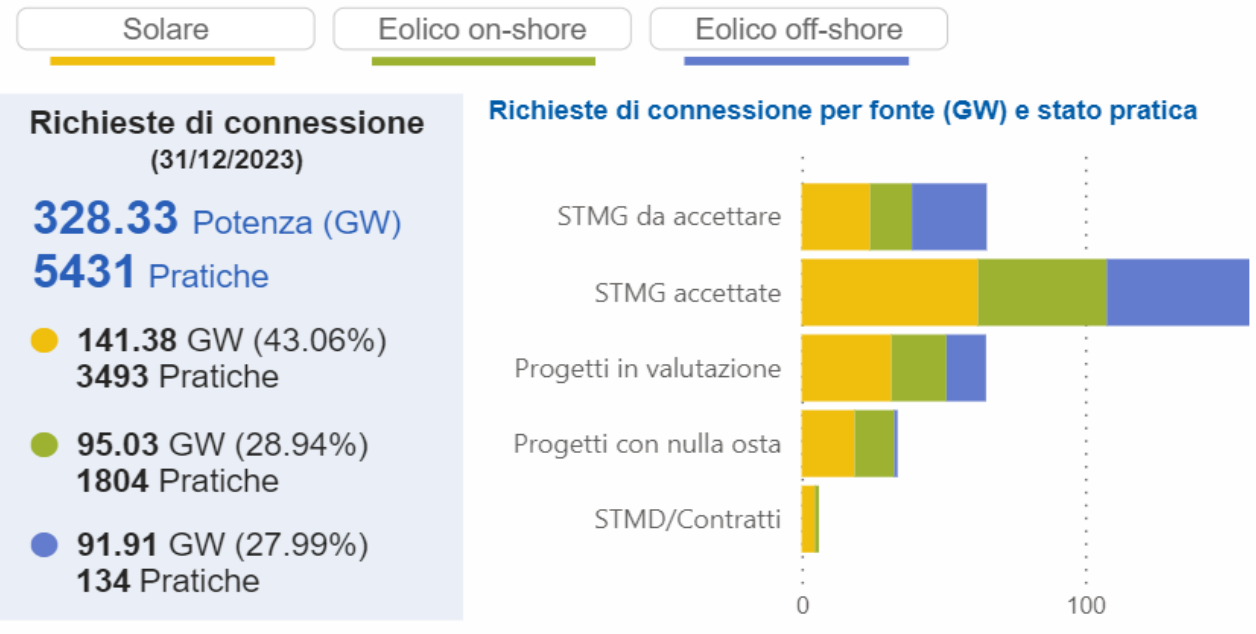 Solare
Eolico on-shore
Eolico off-shore
Richieste di connessione
(31/12/2023)
328.33 Potenza (GW)
5431 Pratiche
141.38 GW (43.06%)
3493 Pratiche
95.03 GW (28.94%)
1804 Pratiche
91.91 GW (27.99%)
134 Pratiche
Richieste di connessione per fonte (GW) e stato pratica
STMG da accettare
STMG accettate
Progetti in valutazione
Progetti con nulla osta
STMD/Contratti
0
100